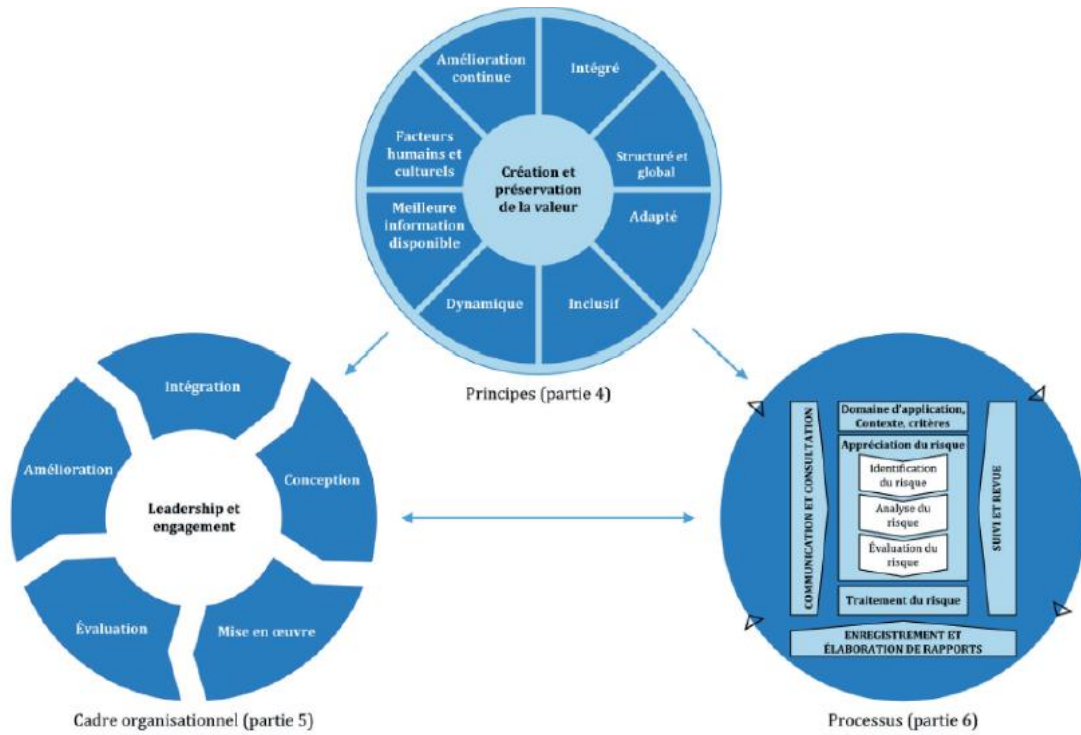 Amélioration
continue
Intégré
Facteurs
humains et
culturels
Structuré et
global
Création et
préservation
de la valeur
Meilleure
information
disponible
Adapté
Dynamique
Inclusif
Principes (partie 4)
Intégration
Amélioration
Conception
Leadership et
engagement
Évaluation
Mise en œuvre
Cadre organisationnel (partie 5)
COMMUNICATION ET CONSULTATION
Domaine d'application,
Contexte, critères
Appréciation du risque
Identification
du risque
Analyse du
risque
Évaluation du
risque
Traitement du risque
SUIVI ET REVUE
ENREGISTREMENT ET
ÉLABORATION DE RAPPORTS
Processus (partie 6)